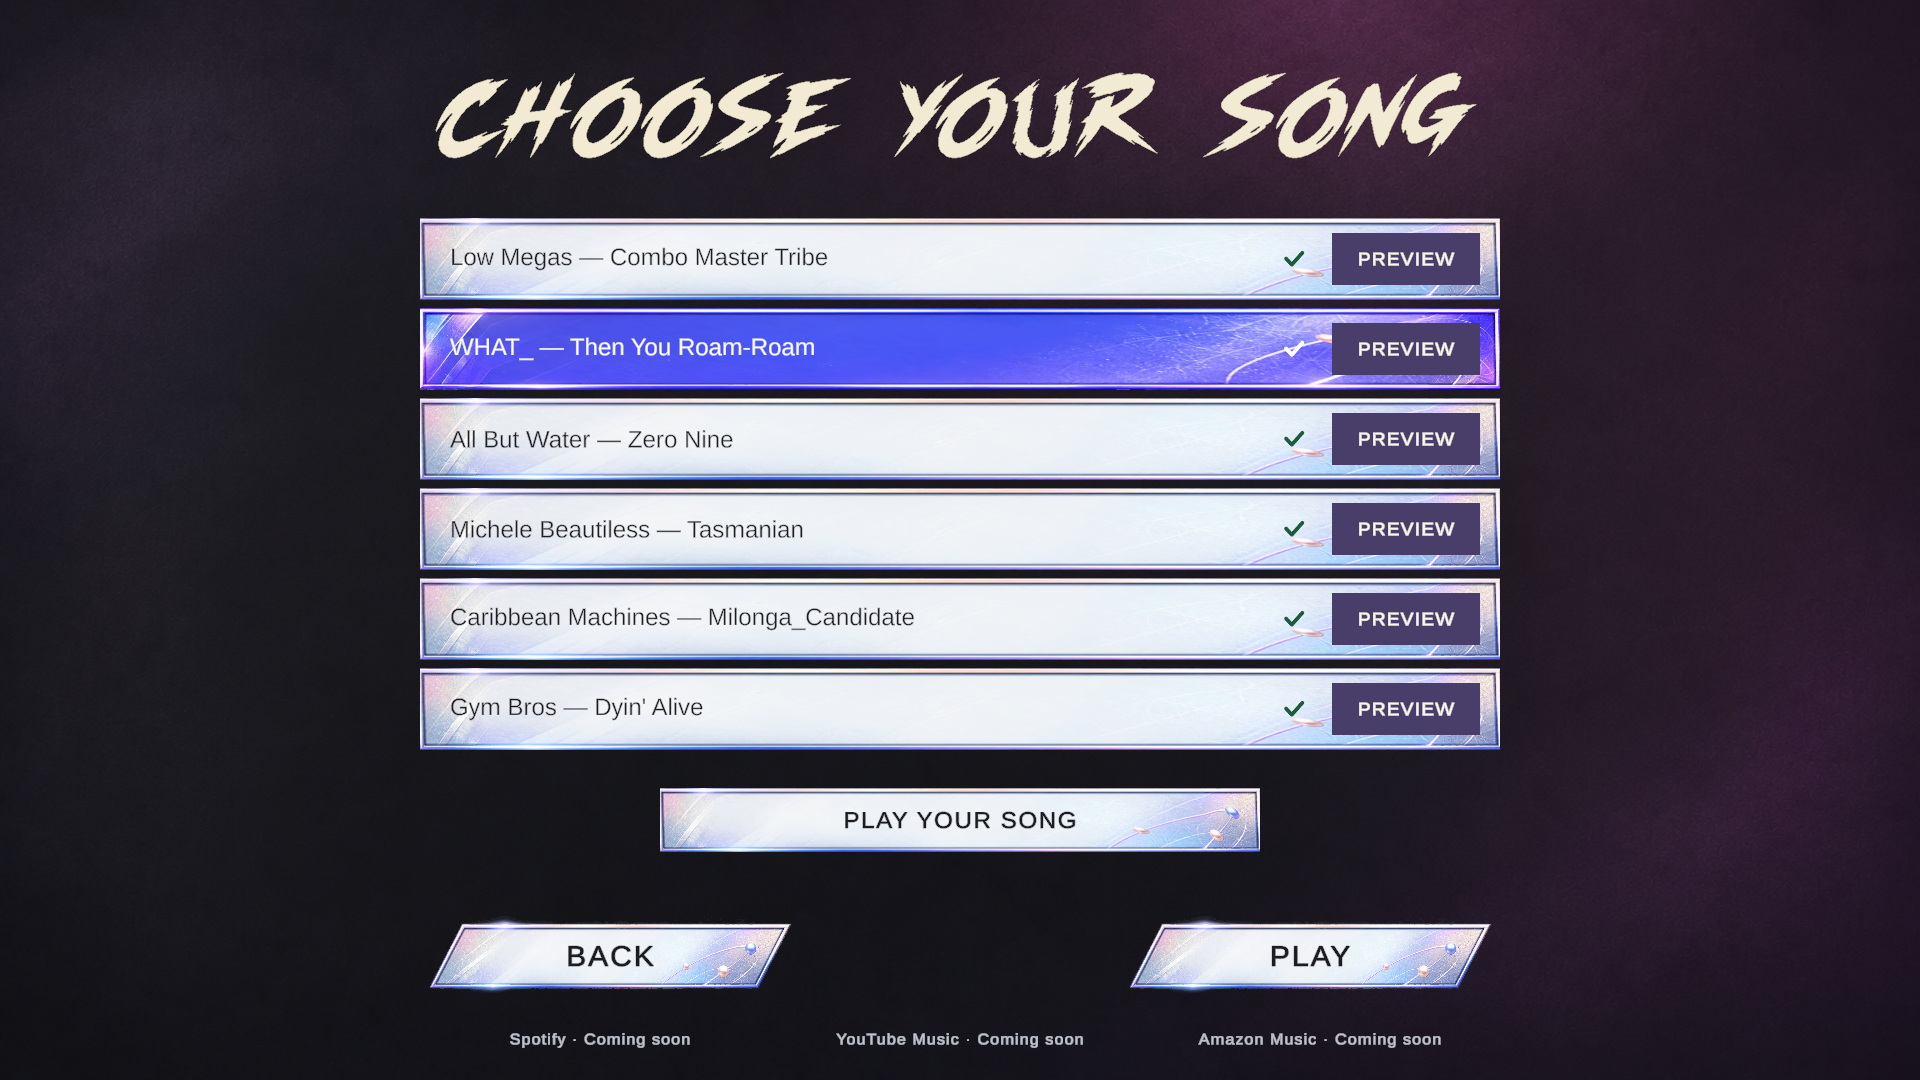 CHOOSE YOUR SONG
Low Megas — Combo Master Tribe
PREVIEW
WHAT_ — Then You Roam-Roam
PREVIEW
All But Water — Zero Nine
PREVIEW
Michele Beautiless — Tasmanian
PREVIEW
Caribbean Machines — Milonga_Candidate
PREVIEW
Gym Bros — Dyin' Alive
PREVIEW
PLAY YOUR SONG
BACK
PLAY
Spotify · Coming soon
YouTube Music · Coming soon
Amazon Music · Coming soon